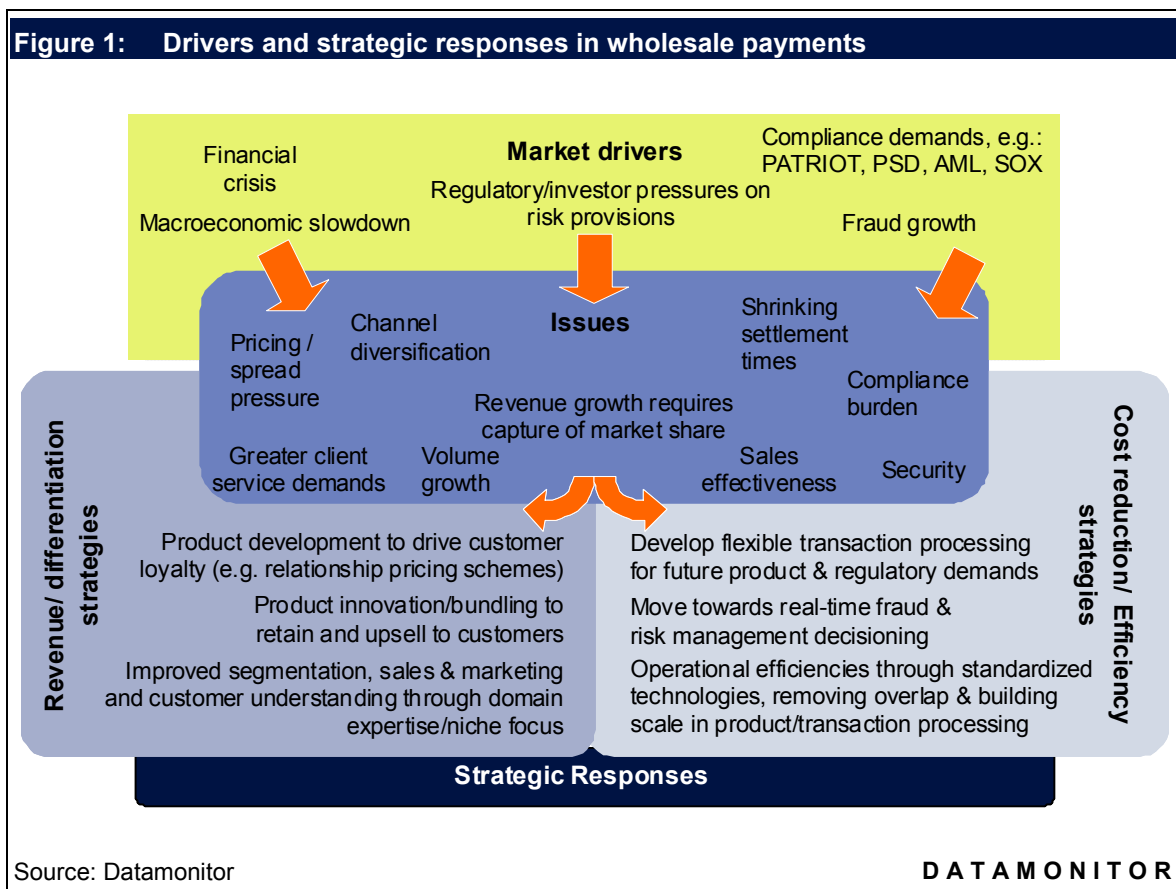 Figure 1: Drivers and strategic responses in wholesale payments
Financial
crisis
Macroeconomic slowdown
Market drivers
Regulatory/investor pressures on
risk provisions
Compliance demands, e.g.:
PATRIOT, PSD, AML, SOX
Fraud growth
Issues
Pricing /
spread
pressure
Channel
diversification
Shrinking
settlement
times
Compliance
burden
Revenue growth requires
capture of market share
Greater client
service demands
Volume
growth
Sales
effectiveness
Security
Revenue/ differentiation
strategies
Product development to drive customer
loyalty (e.g. relationship pricing schemes)
Product innovation/bundling to
retain and upsell to customers
Improved segmentation, sales & marketing
and customer understanding through domain
expertise/niche focus
Develop flexible transaction processing
for future product & regulatory demands
Move towards real-time fraud &
risk management decisioning
Operational efficiencies through standardized
technologies, removing overlap & building
scale in product/transaction processing
Cost reduction/ Efficiency
strategies
Strategic Responses
Source: Datamonitor
DATAMONITOR